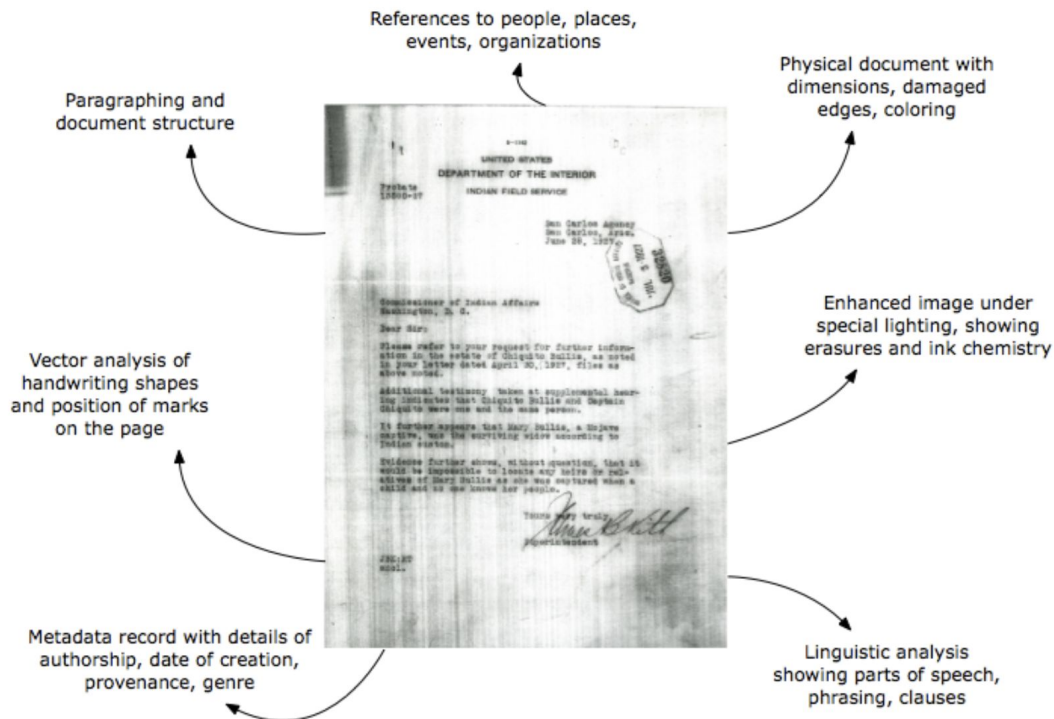 References to people, places,
events, organizations
Paragraphing and
document structure
Physical document with
dimensions, damaged
edges, coloring
Vector analysis of
handwriting shapes
and position of marks
on the page
Enhanced image under
special lighting, showing
erasures and ink chemistry
Metadata record with details of
authorship, date of creation,
provenance, genre
Linguistic analysis
showing parts of speech,
phrasing, clauses
UNITED STATES
DEPARTMENT OF THE INTERIOR
INDIAN FIELD SERVICE
Probate
San Carlos Agency
San Carlos, Ariz.
June 28, 1927.
32820
Commissioner of Indian Affairs
Washington, D. C.
Dear Sir:
Please refer to your request for further inform-
ation in the estate of Chiquito Bullis, as noted
in your letter dated April 30, 1927, files as
above noted.
Additional testimony taken at supplemental hear-
ing indicates that Chiquito Bullis and Captain
Chiquito were one and the same person.
It further appears that Mary Bullis, a Mojave
captive, was the surviving widow according to
Indian custom.
Evidence further shows, without question, that it
would be impossible to locate any heirs or rel-
atives of Mary Bullis as she was captured when a
child and no one knows her people.
Yours very truly,
Superintendent
encl.